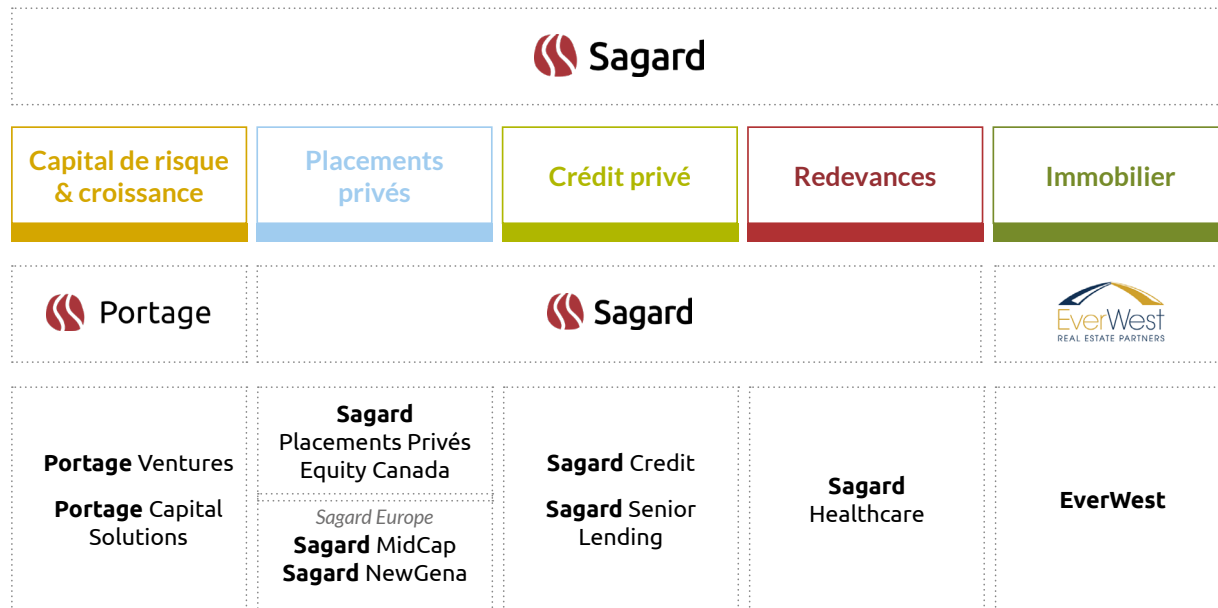 Sagard
Capital de risque
& croissance
Placements
privés
Crédit privé
Redevances
Immobilier
Portage
Sagard
EverWest
REAL ESTATE PARTNERS
Portage Ventures
Portage Capital
Solutions
Sagard
Placements Privés
Equity Canada
Sagard Europe
Sagard MidCap
Sagard NewGena
Sagard Credit
Sagard Senior
Lending
Sagard
Healthcare
EverWest